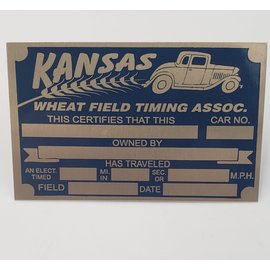 KANSAS
WHEAT FIELD TIMING ASSOC.
THIS CERTIFIES THAT THIS CAR NO.
OWNED BY
HAS TRAVELED
AN ELECT. TIMED MI. IN SEC. OR M.P.H.
FIELD DATE